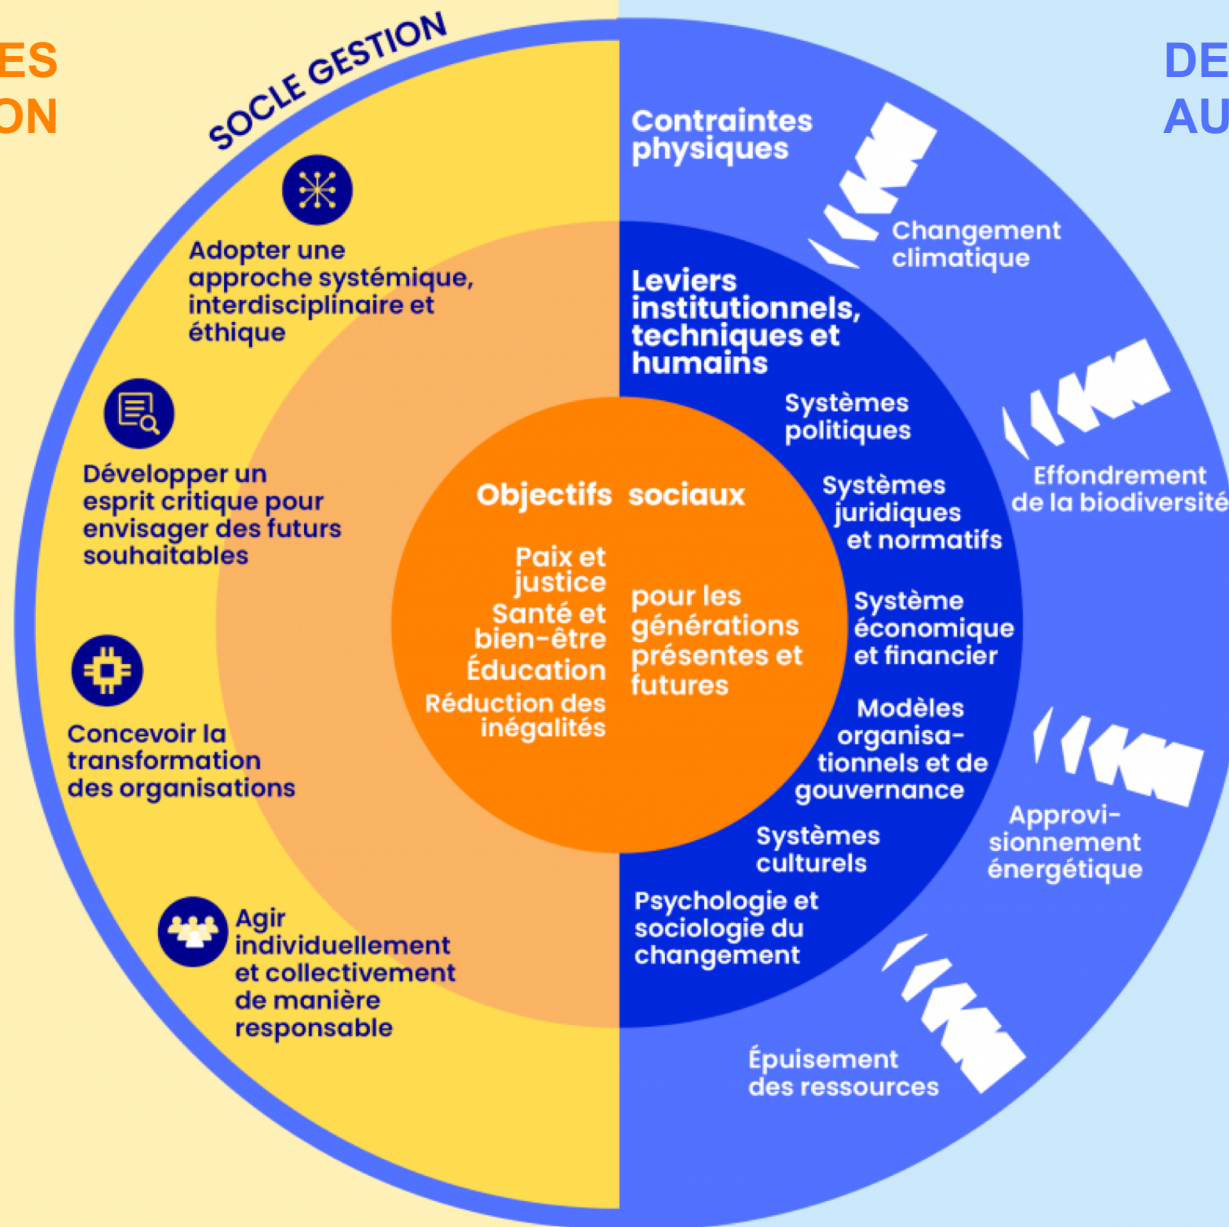 ES
ON
DE
AU
SOCLE GESTION
Adopter une
approche systémique,
interdisciplinaire et
éthique
Développer un
esprit critique pour
envisager des futurs
souhaitables
Concevoir la
transformation
des organisations
Agir
individuellement
et collectivement
de manière
responsable
Objectifs sociaux
Paix et
justice
Santé et
bien-être
Éducation
Réduction des
inégalités
pour les
générations
présentes et
futures
Contraintes
physiques
Changement
climatique
Effondrement
de la biodiversité
Approvi-
sionnement
énergétique
Épuisement
des ressources
Leviers
institutionnels,
techniques et
humains
Systèmes
politiques
Systèmes
juridiques
et normatifs
Système
économique
et financier
Modèles
organisa-
tionnels et de
gouvernance
Systèmes
culturels
Psychologie et
sociologie du
changement